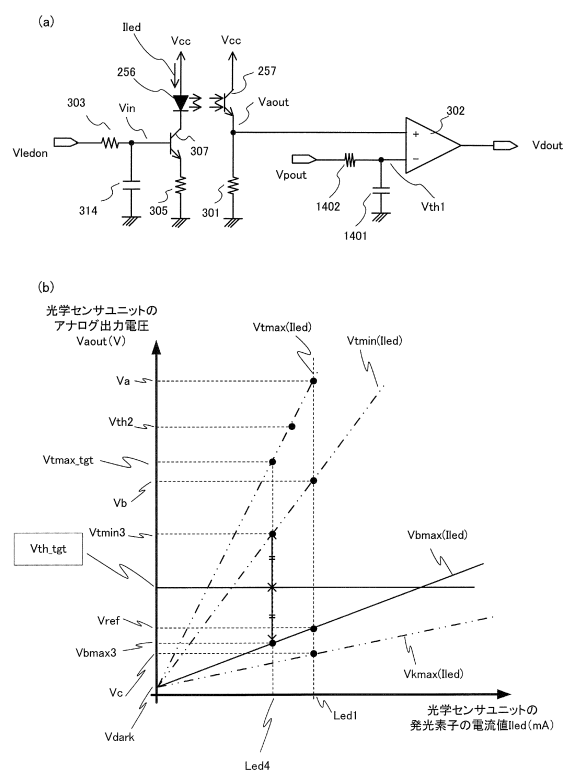 (a)
Iled
Vcc
Vcc
256
257
303
Vin
Vaout
302
Vledon
307
Vdout
Vpout
314
305
301
1402
1401
Vth1
(b)
光学センサユニットの
アナログ出力電圧
Vaout(V)
Vtmax(Iled)
Vtmin(Iled)
Va
Vth2
Vtmax_tgt
Vb
Vtmin3
Vbmax(Iled)
Vth_tgt
Vref
Vbmax3
Vkmax(Iled)
Vc
Vdark
Led1
Led4
光学センサユニットの
発光素子の電流値Iled(mA)